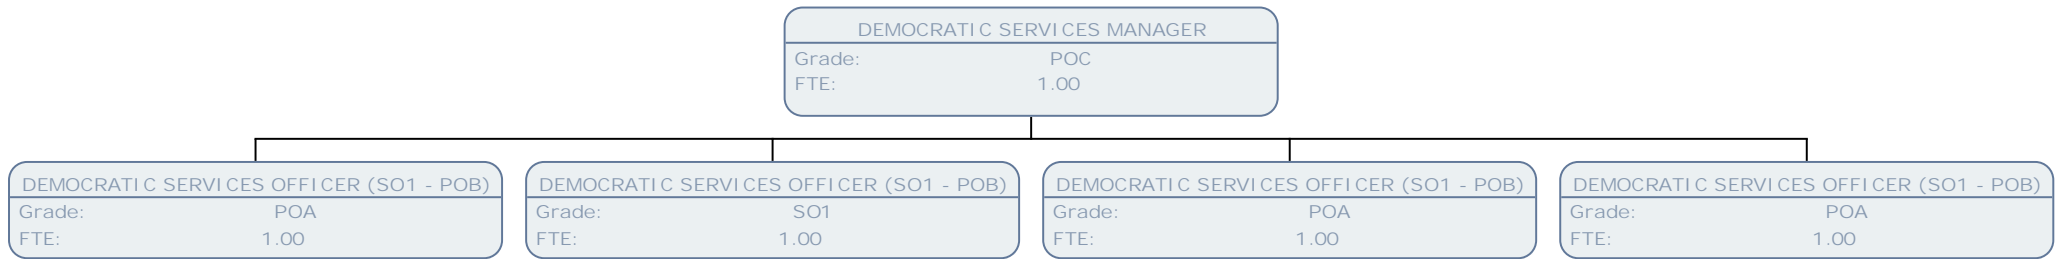 DEMOCRATIC SERVICES MANAGER
Grade: POC
FTE: 1.00
DEMOCRATIC SERVICES OFFICER (SO1 - POB)
Grade: POA
FTE: 1.00
DEMOCRATIC SERVICES OFFICER (SO1 - POB)
Grade: SO1
FTE: 1.00
DEMOCRATIC SERVICES OFFICER (SO1 - POB)
Grade: POA
FTE: 1.00
DEMOCRATIC SERVICES OFFICER (SO1 - POB)
Grade: POA
FTE: 1.00